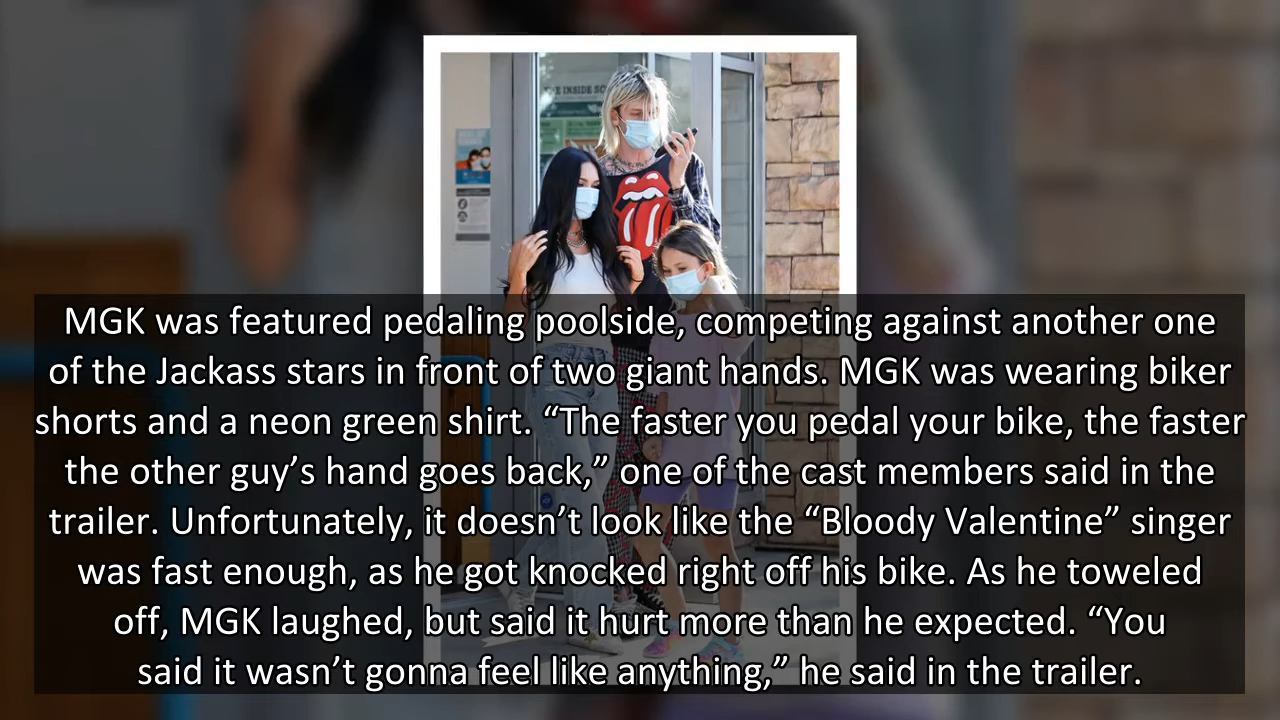 THE INSIDE SC
MGK was featured pedaling poolside, competing against another one
of the Jackass stars in front of two giant hands. MGK was wearing biker
shorts and a neon green shirt. “The faster you pedal your bike, the faster
the other guy’s hand goes back,” one of the cast members said in the
trailer. Unfortunately, it doesn’t look like the “Bloody Valentine” singer
was fast enough, as he got knocked right off his bike. As he toweled
off, MGK laughed, but said it hurt more than he expected. “You
said it wasn’t gonna feel like anything,” he said in the trailer.